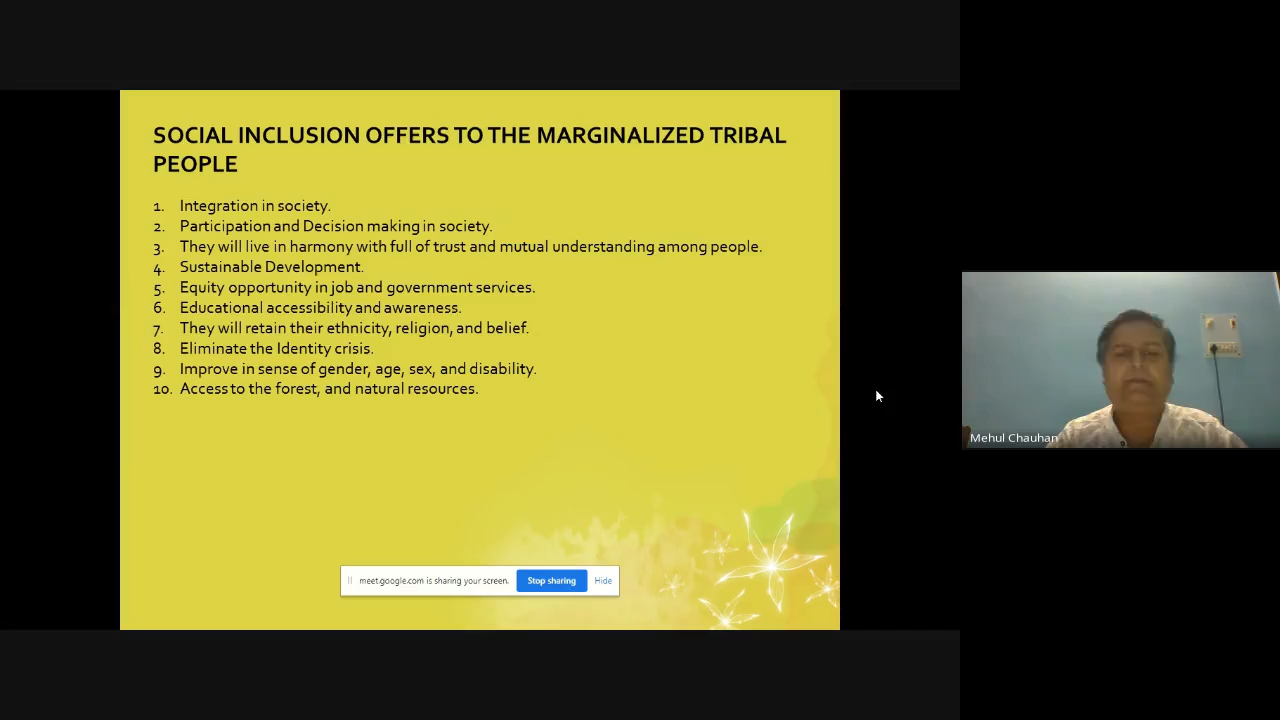 SOCIAL INCLUSION OFFERS TO THE MARGINALIZED TRIBAL
PEOPLE
1. Integration in society.
2. Participation and Decision making in society.
3. They will live in harmony with full of trust and mutual understanding among people.
4. Sustainable Development.
5. Equity opportunity in job and government services.
6. Educational accessibility and awareness.
7. They will retain their ethnicity, religion, and belief.
8. Eliminate the Identity crisis.
9. Improve in sense of gender, age, sex, and disability.
10. Access to the forest, and natural resources.
meet.google.com is sharing your screen. Stop sharing Hide
Mehul Chauhan